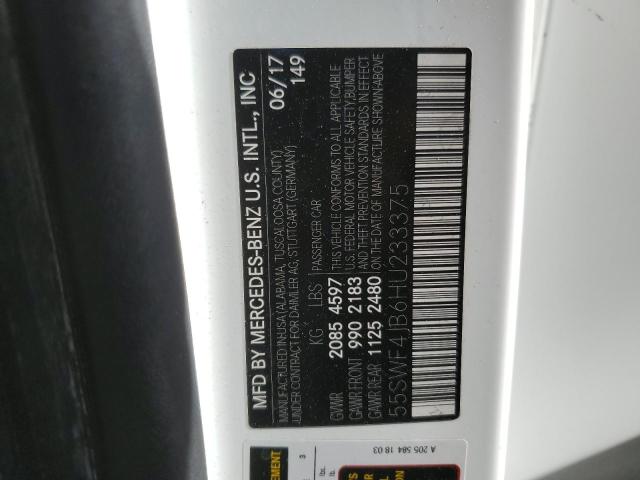 MFD BY MERCEDES-BENZ U.S. INTL., INC
MANUFACTURED IN USA (ALABAMA, TUSCALOOSA COUNTY)
UNDER CONTRACT FOR DAIMLER AG, STUTTGART (GERMANY)
06/17
149
KG LBS
GVWR 2085 4597
GAWR FRONT 990 2183
GAWR REAR 1125 2480
PASSENGER CAR
THIS VEHICLE CONFORMS TO ALL APPLICABLE
U.S. FEDERAL MOTOR VEHICLE SAFETY, BUMPER
AND THEFT PREVENTION STANDARDS IN EFFECT
ON THE DATE OF MANUFACTURE SHOWN ABOVE
55SWF4JB6HU233375
A 205 584 18 03
3
lbs.